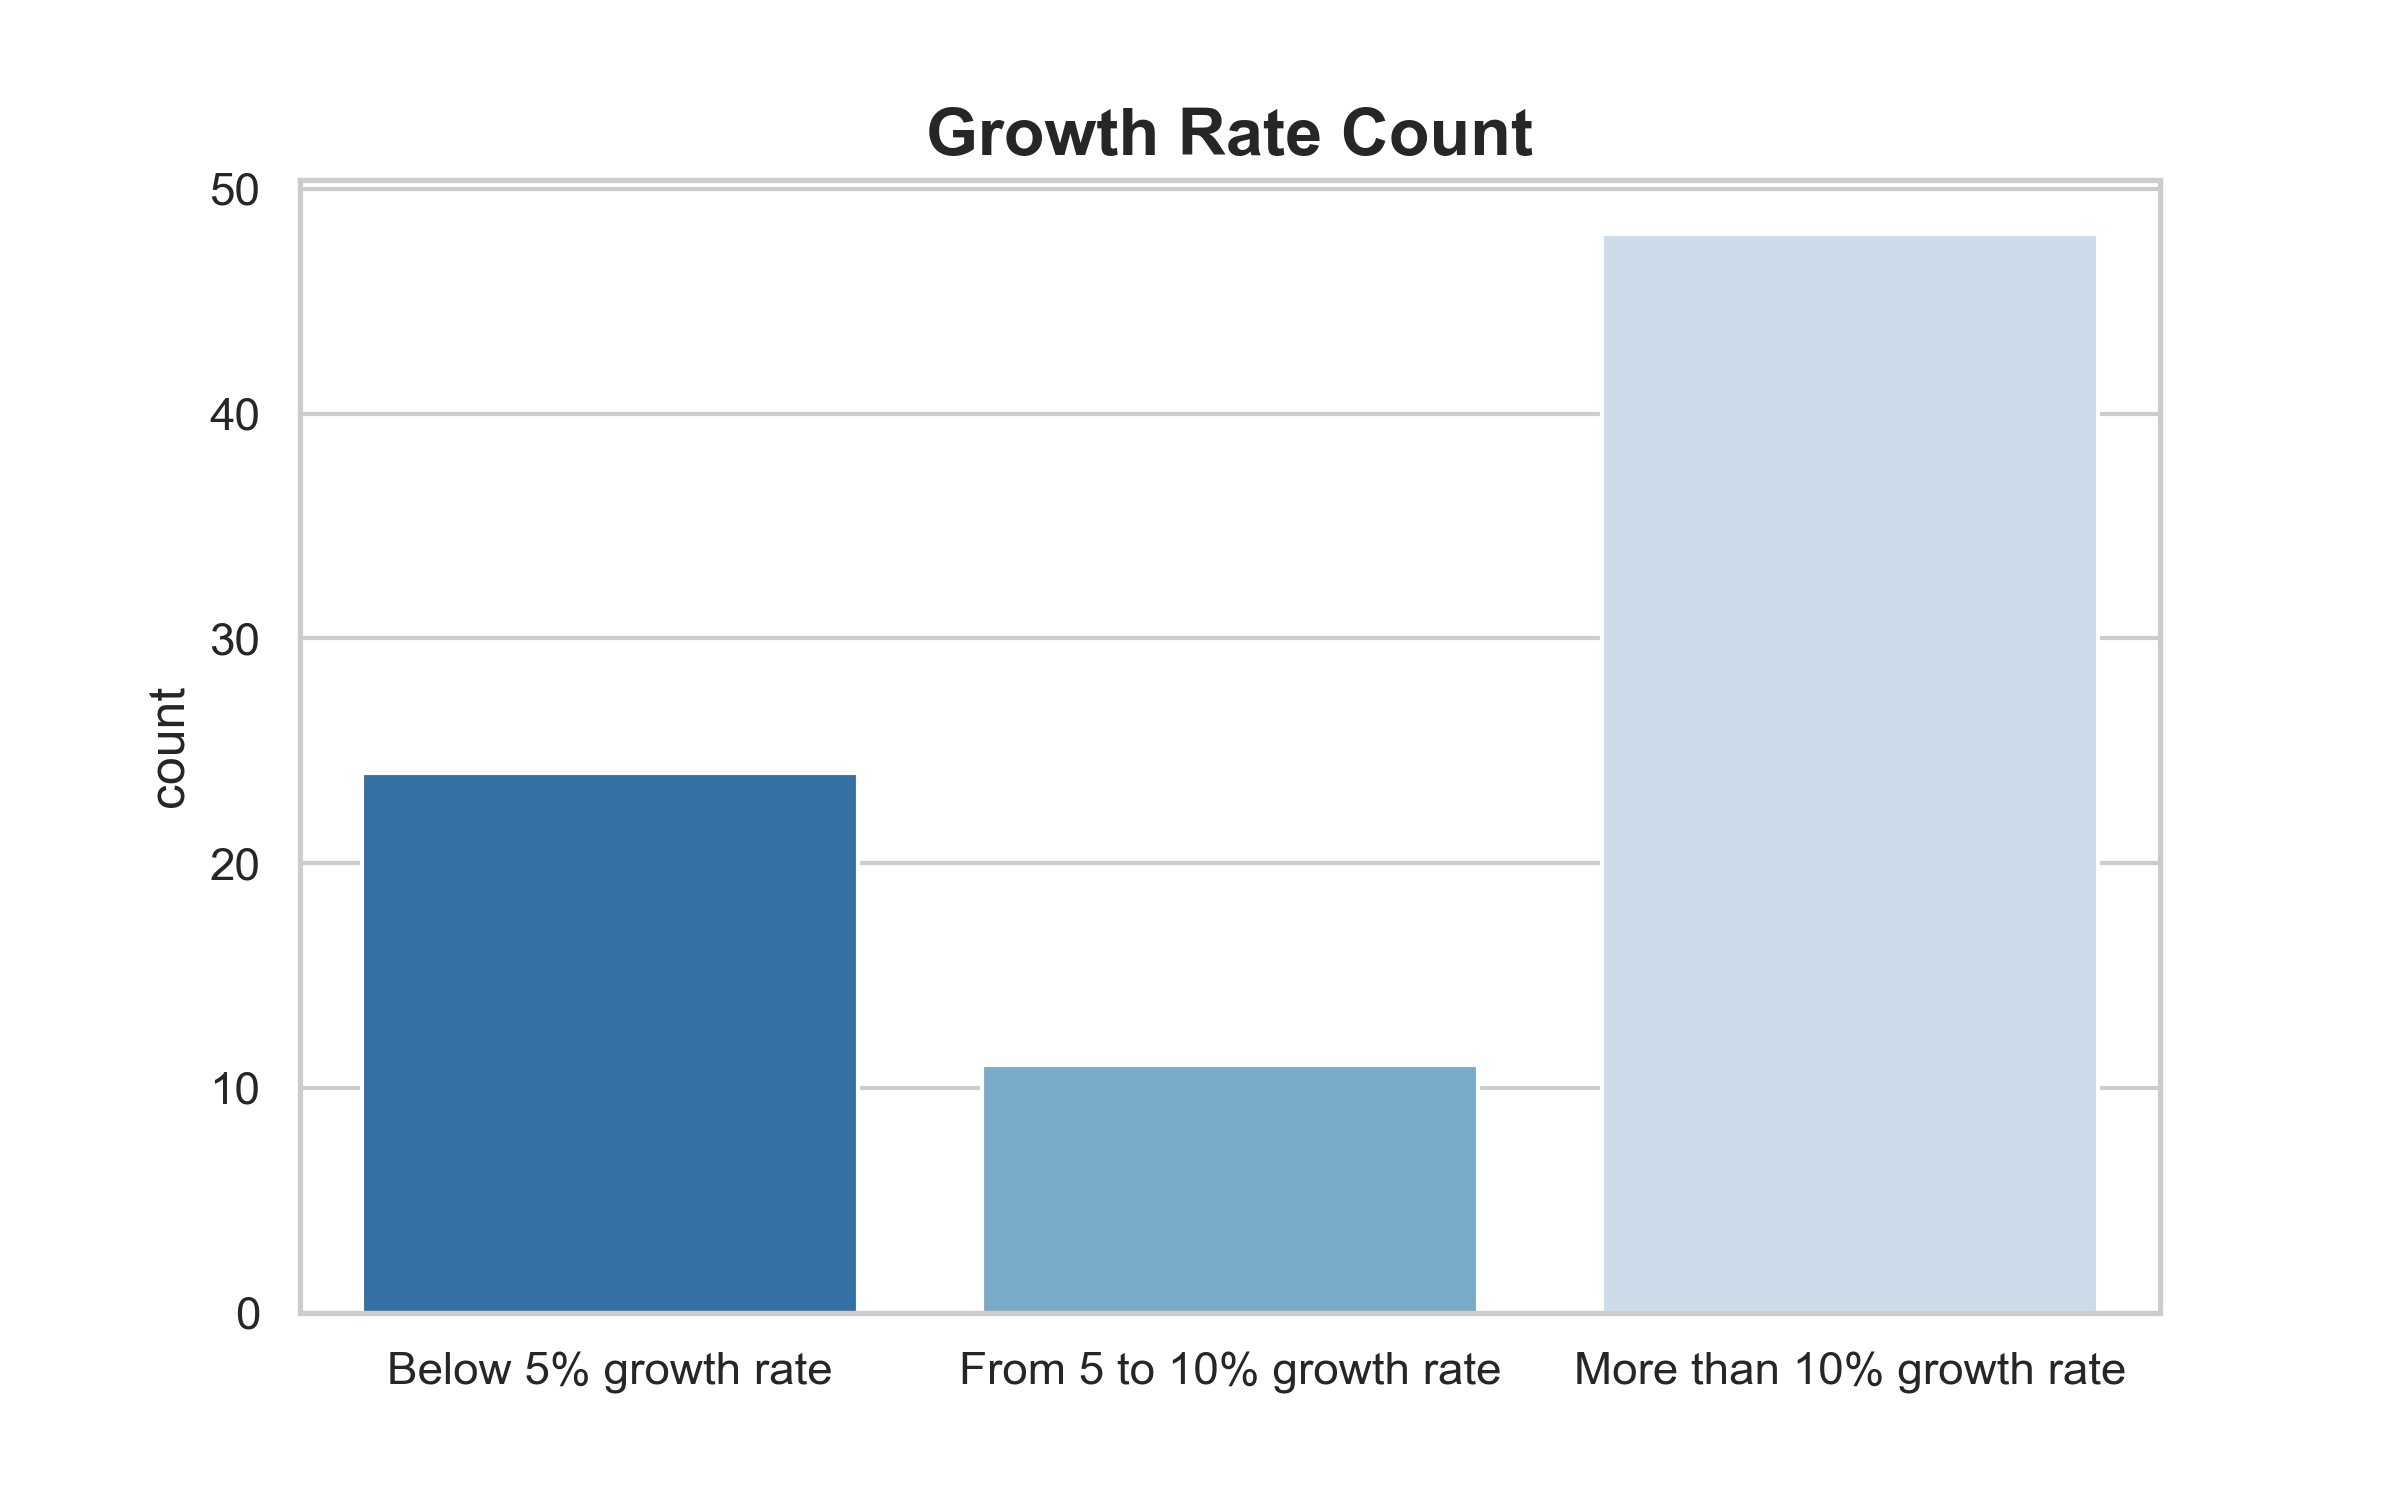 Growth Rate Count
50
40
30
20
10
0
count
Below 5% growth rate
From 5 to 10% growth rate
More than 10% growth rate